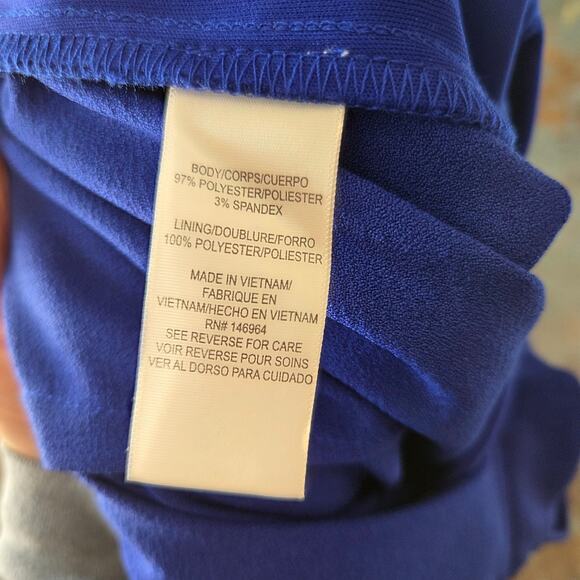 BODY/CORPS/CUERPO
97% POLYESTER/POLIESTER
3% SPANDEX
LINING/DOUBLURE/FORRO
100% POLYESTER/POLIESTER
MADE IN VIETNAM/
FABRIQUE EN
VIETNAM/HECHO EN VIETNAM
RN# 146964
SEE REVERSE FOR CARE
VOIR REVERSE POUR SOINS
VER AL DORSO PARA CUIDADO